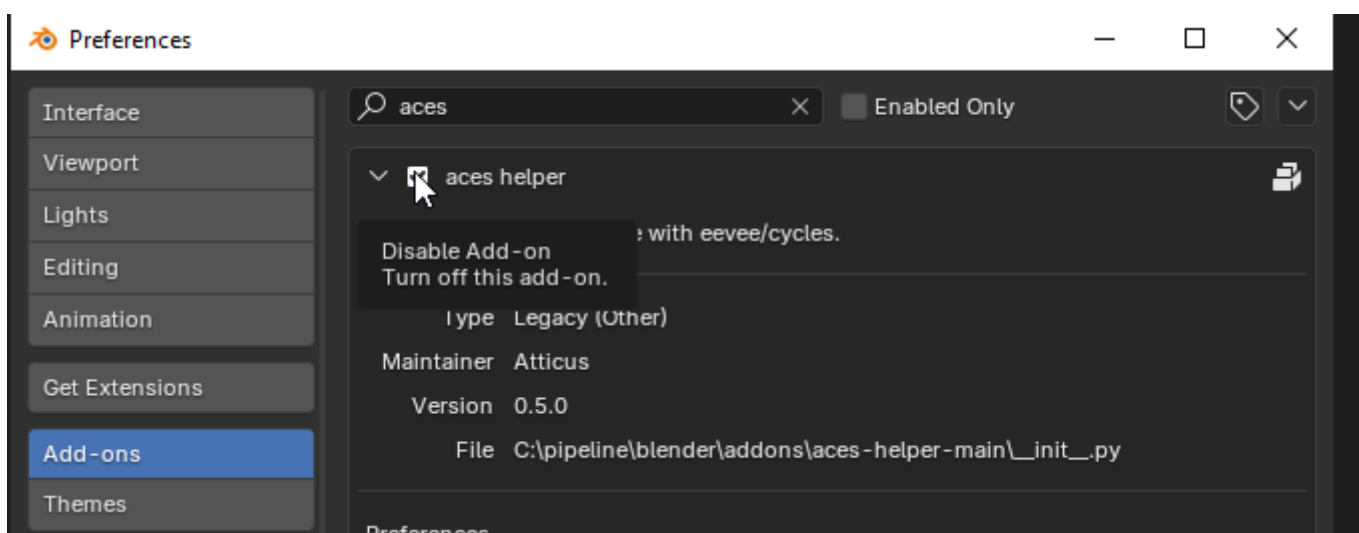 Preferences
Interface
Viewport
Lights
Editing
Animation
Get Extensions
Add-ons
Themes
aces
Enabled Only
aces helper
with eevee/cycles.
Disable Add-on
Turn off this add-on.
Type Legacy (Other)
Maintainer Atticus
Version 0.5.0
File C:\pipeline\blender\addons\aces-helper-main\__init__.py
Preferences